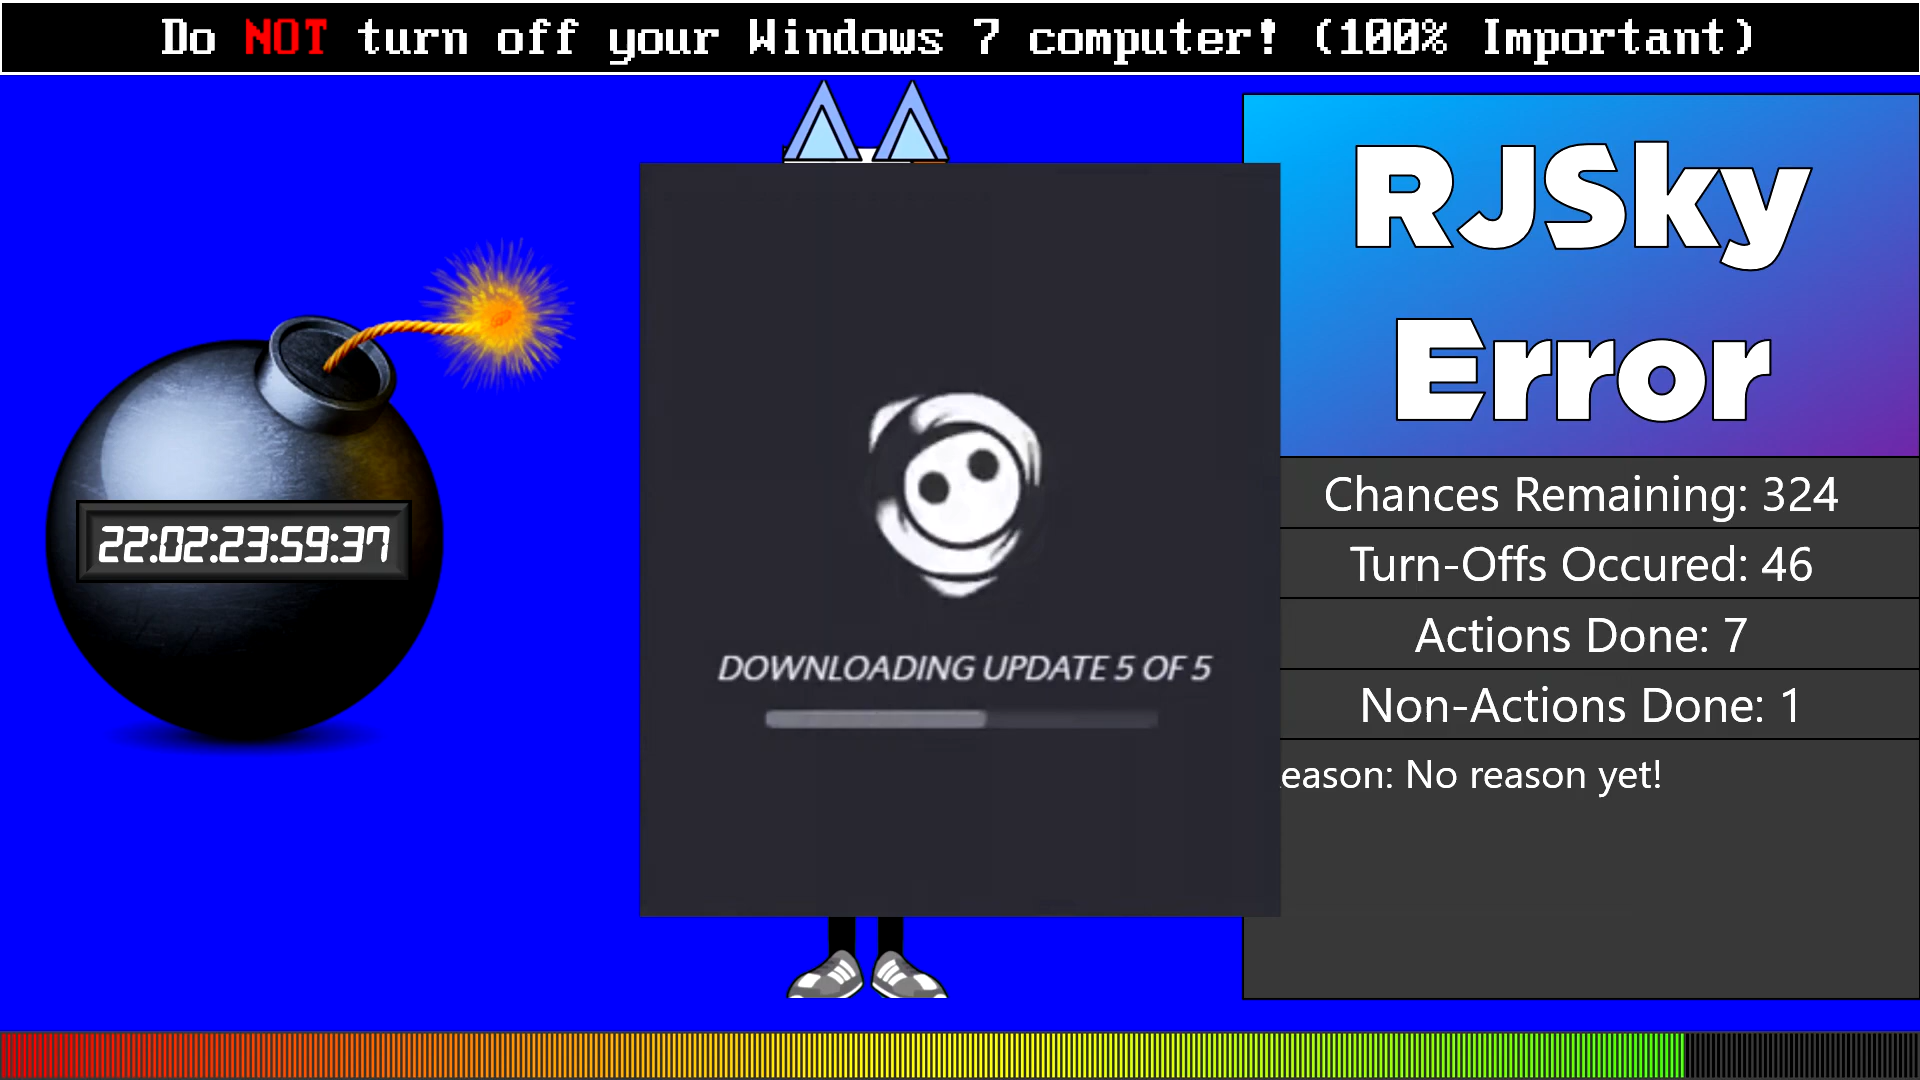 Do NOT turn off your Windows 7 computer! (100% Important)
22:02:23:59:37
DOWNLOADING UPDATE 5 OF 5
RJSky
Error
Chances Remaining: 324
Turn-Offs Occured: 46
Actions Done: 7
Non-Actions Done: 1
eason: No reason yet!